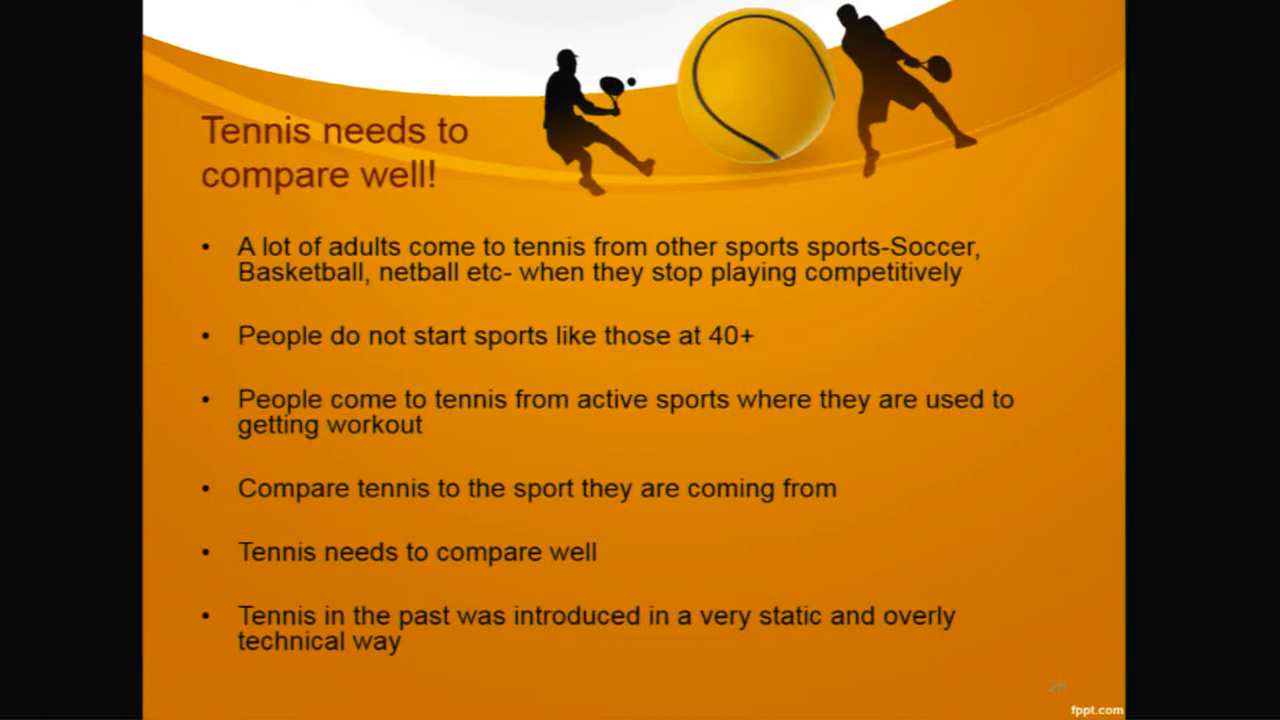 Tennis needs to
compare well!
• A lot of adults come to tennis from other sports sports-Soccer,
Basketball, netball etc- when they stop playing competitively
• People do not start sports like those at 40+
• People come to tennis from active sports where they are used to
getting workout
• Compare tennis to the sport they are coming from
• Tennis needs to compare well
• Tennis in the past was introduced in a very static and overly
technical way
fppt.com